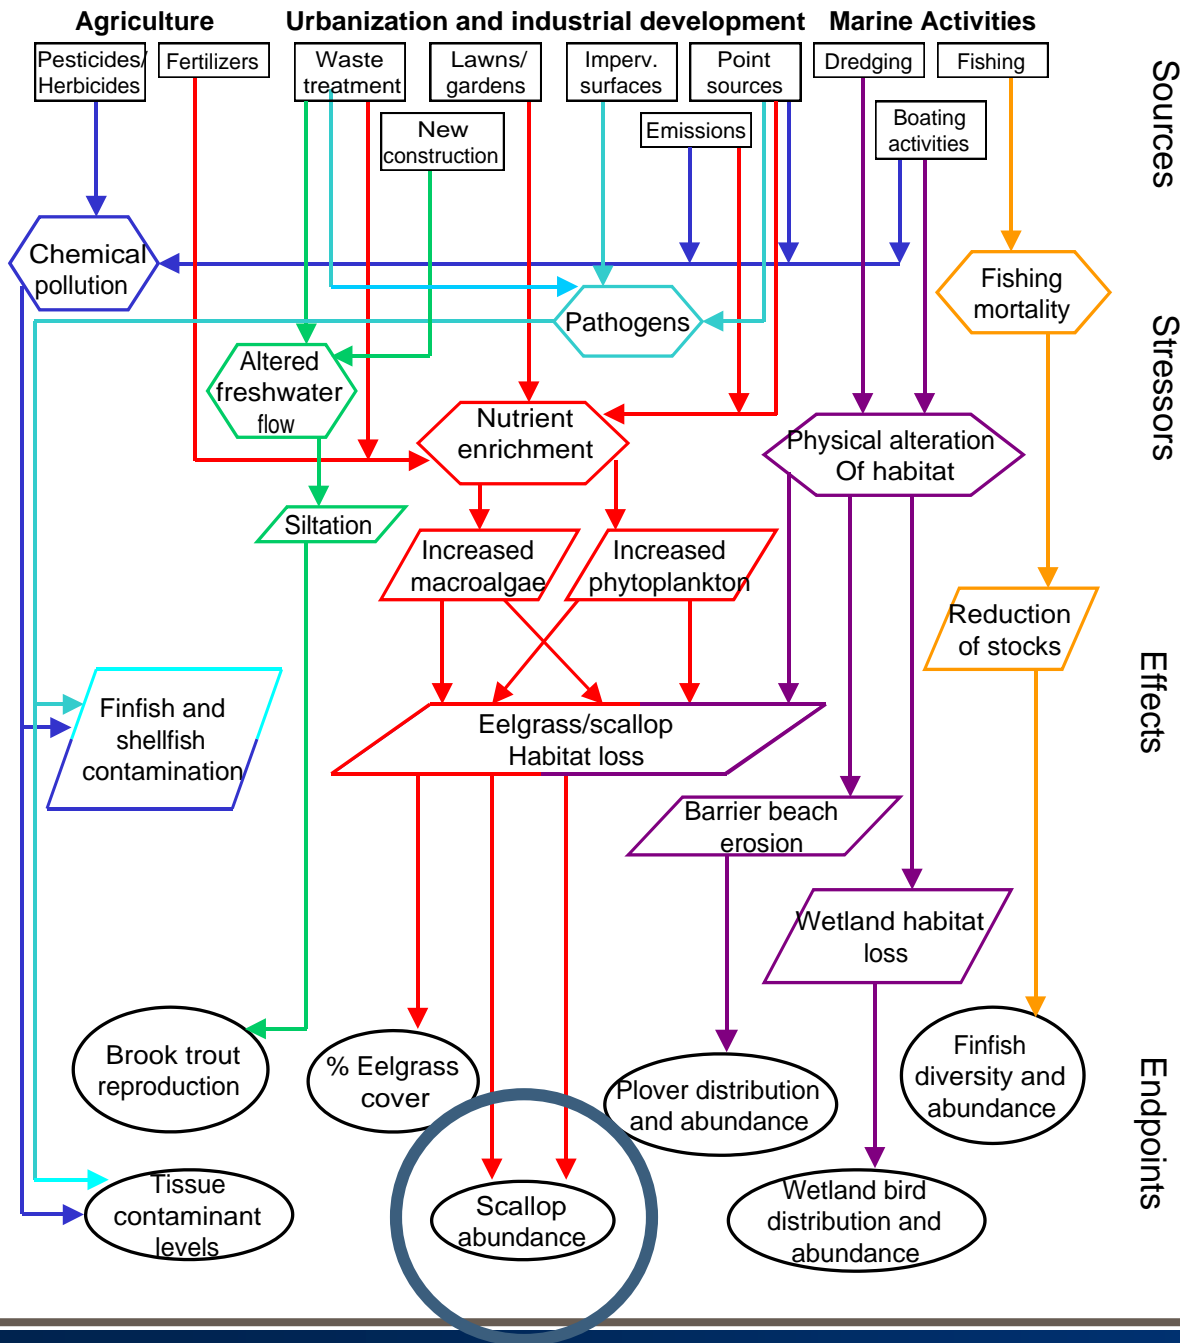 Agriculture
Urbanization and industrial development
Marine Activities
Pesticides/
Herbicides
Fertilizers
Waste
treatment
Lawns/
gardens
Imperv.
surfaces
Point
sources
Dredging
Fishing
New
construction
Emissions
Boating
activities
Sources
Chemical
pollution
Pathogens
Fishing
mortality
Altered
freshwater
flow
Nutrient
enrichment
Physical alteration
Of habitat
Stressors
Siltation
Increased
macroalgae
Increased
phytoplankton
Reduction
of stocks
Finfish and
shellfish
contamination
Eelgrass/scallop
Habitat loss
Barrier beach
erosion
Wetland habitat
loss
Effects
Brook trout
reproduction
% Eelgrass
cover
Plover distribution
and abundance
Finfish
diversity and
abundance
Tissue
contaminant
levels
Scallop
abundance
Wetland bird
distribution and
abundance
Endpoints